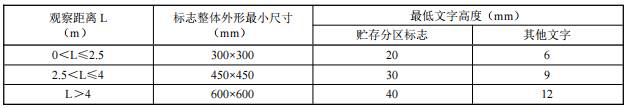 观察距离 L（m） 标志整体外形最小尺寸（mm） 最低文字高度（mm）
贮存分区标志 其他文字
0＜L≤2.5 300×300 20 6
2.5＜L≤4 450×450 30 9
L＞4 600×600 40 12